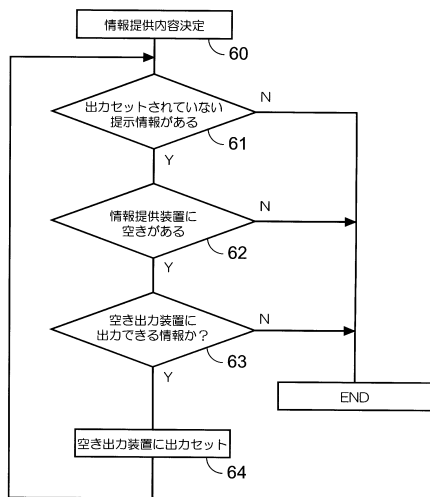 情報提供内容決定
60
出力セットされていない
提示情報がある
N
61
Y
情報提供装置に
空きがある
N
62
Y
空き出力装置に
出力できる情報か？
N
63
Y
END
空き出力装置に出力セット
64